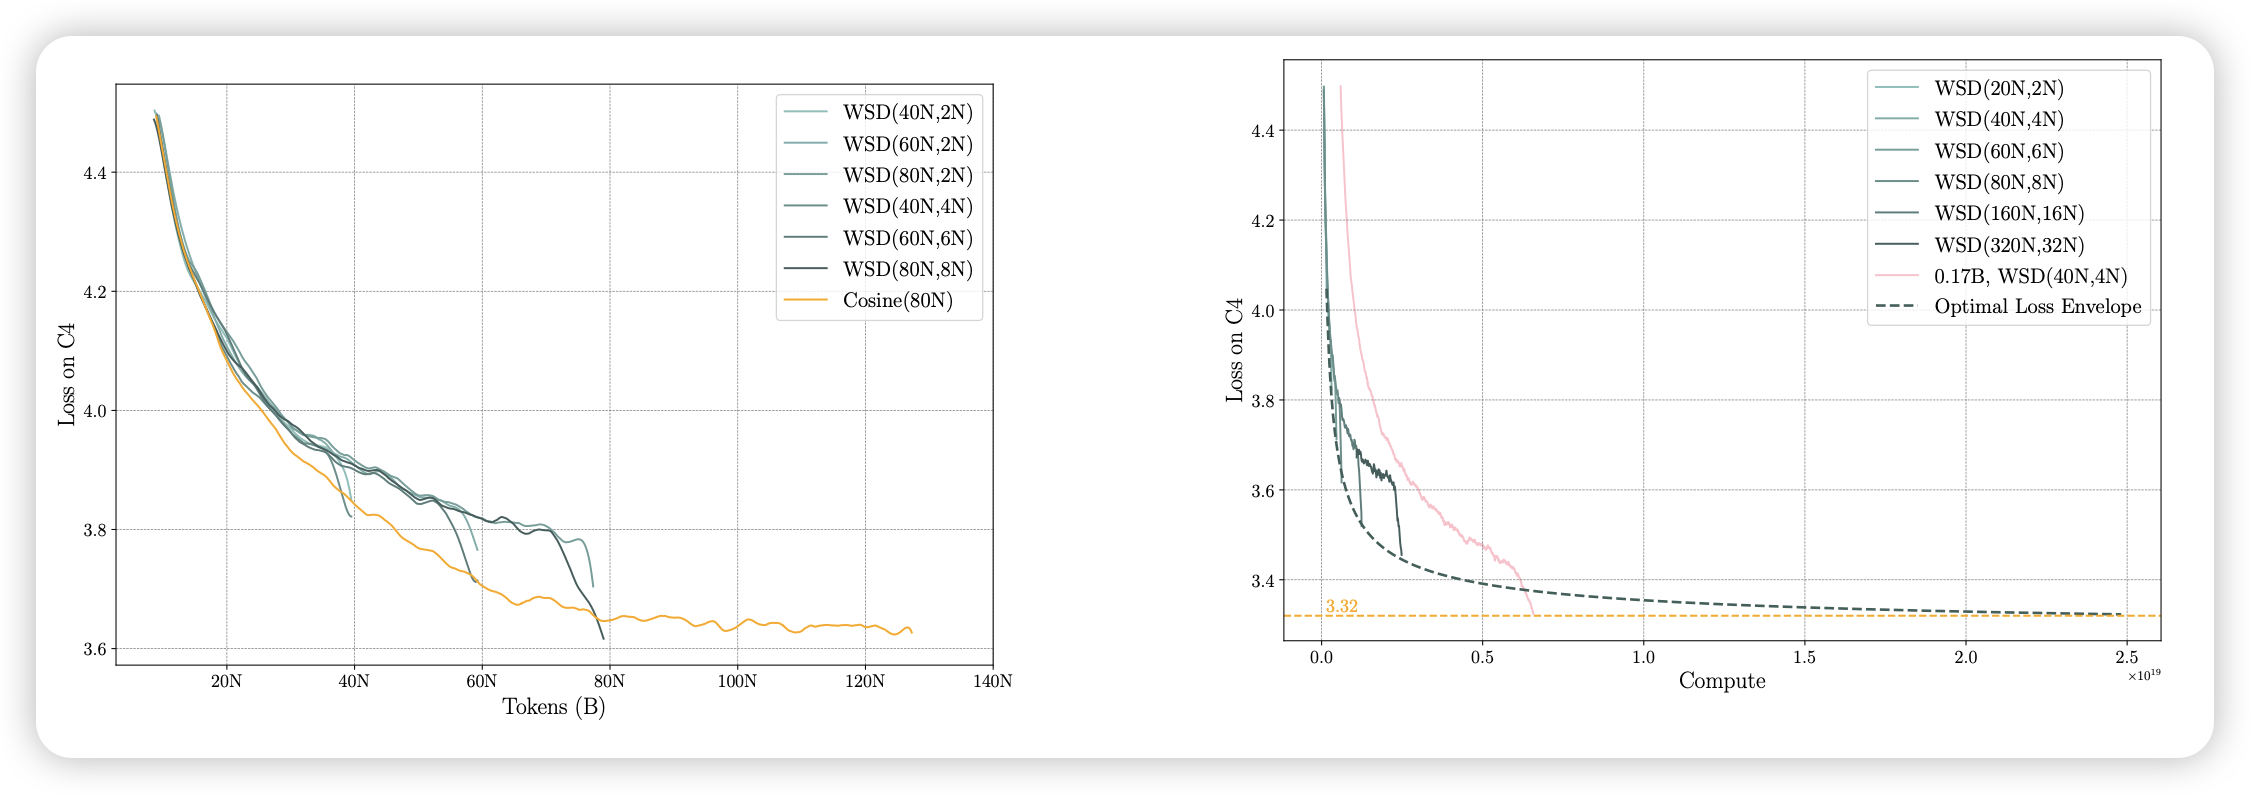 WSD(40N,2N)
WSD(60N,2N)
WSD(80N,2N)
WSD(40N,4N)
WSD(60N,6N)
WSD(80N,8N)
Cosine(80N)
4.4
4.2
4.0
3.8
3.6
Loss on C4
20N
40N
60N
80N
100N
120N
140N
Tokens (B)
WSD(20N,2N)
WSD(40N,4N)
WSD(60N,6N)
WSD(80N,8N)
WSD(160N,16N)
WSD(320N,32N)
0.17B, WSD(40N,4N)
Optimal Loss Envelope
4.4
4.2
4.0
3.8
3.6
3.4
Loss on C4
3.32
0.0
0.5
1.0
1.5
2.0
2.5
×10¹⁹
Compute